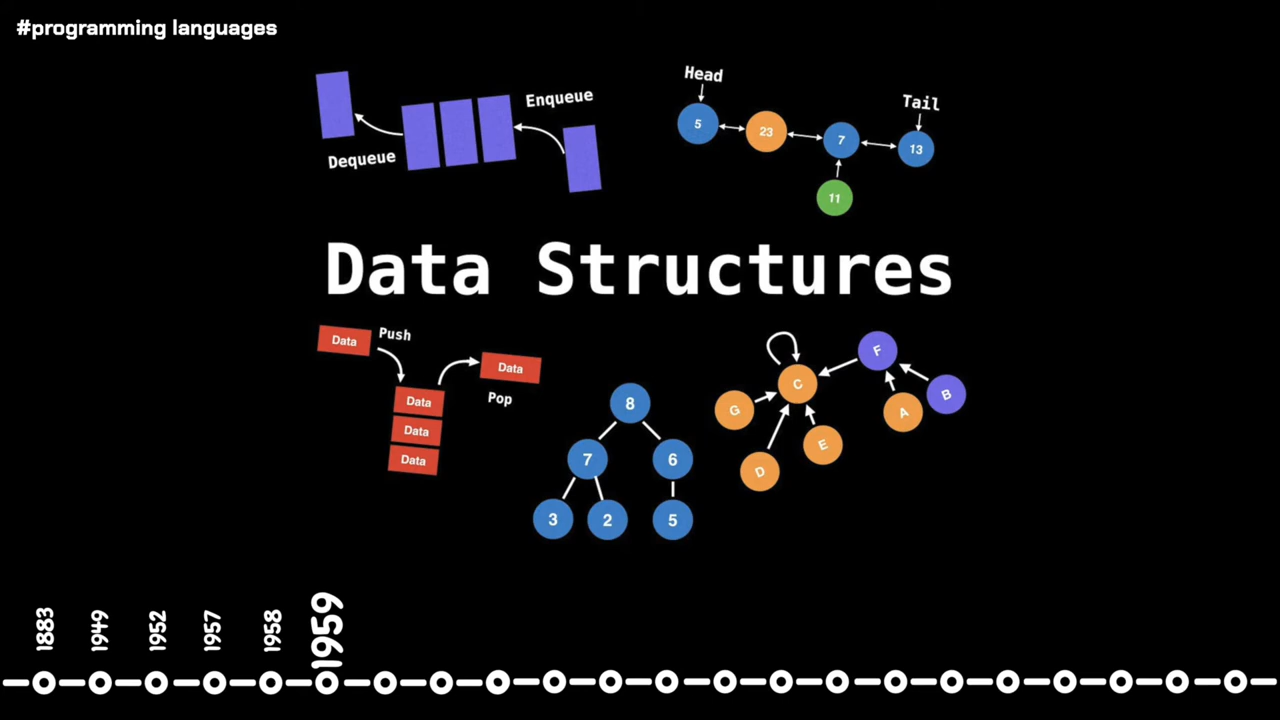 #programming languages
Dequeue
Enqueue
Head
Tail
5
23
7
13
11
Data Structures
Data
Push
Data
Pop
Data
Data
Data
8
7
6
3
2
5
C
F
G
B
A
E
D
1883
1949
1952
1957
1958
1959